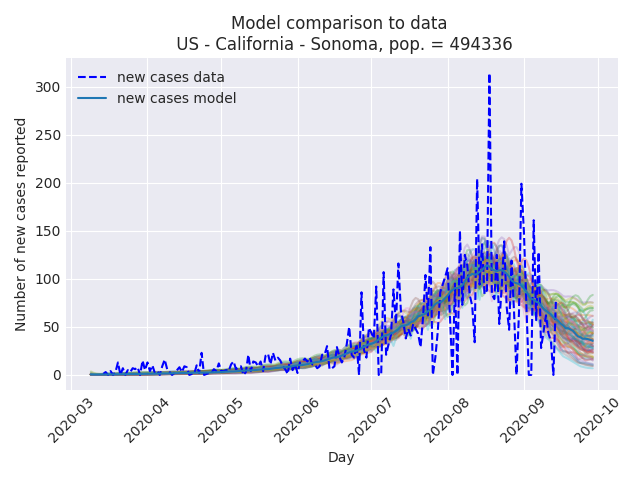 Model comparison to data
US - California - Sonoma, pop. = 494336
new cases data
new cases model
Number of new cases reported
300
250
200
150
100
50
0
2020-03
2020-04
2020-05
2020-06
2020-07
2020-08
2020-09
2020-10
Day